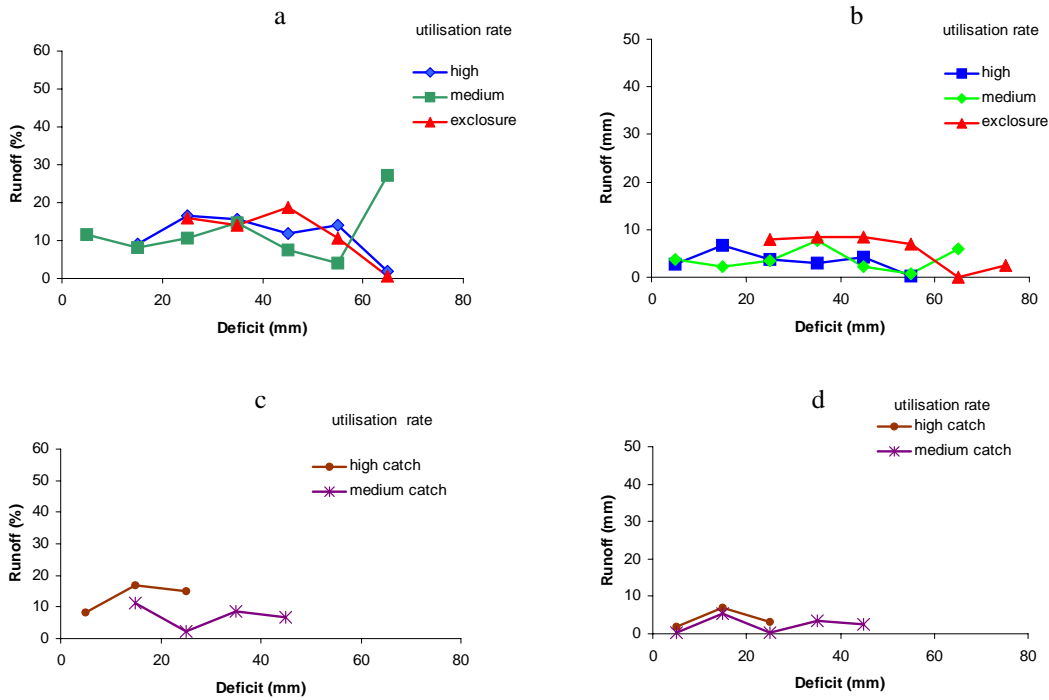 a
utilisation rate
high
medium
exclosure
60
50
40
30
20
10
0
Runoff (%)
0 20 40 60 80
Deficit (mm)
b
utilisation rate
high
medium
exclosure
50
40
30
20
10
0
Runoff (mm)
0 20 40 60 80
Deficit (mm)
c
utilisation rate
high catch
medium catch
60
50
40
30
20
10
0
Runoff (%)
0 20 40 60 80
Deficit (mm)
d
utilisation rate
high catch
medium catch
50
40
30
20
10
0
Runoff (mm)
0 20 40 60 80
Deficit (mm)